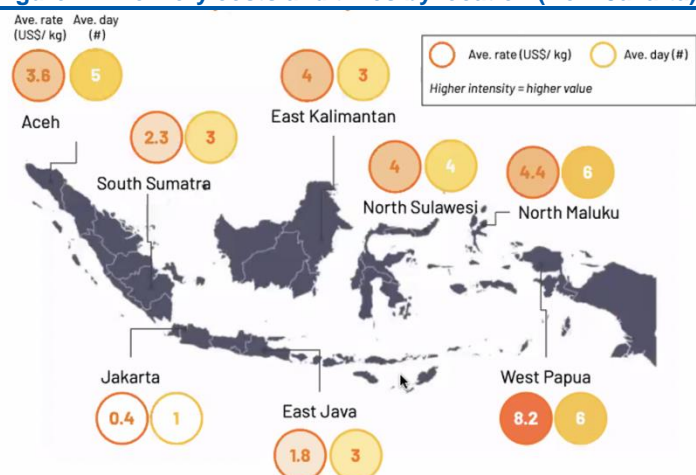 Ave. rate Ave. day
(US$/ kg) (#)
3.6 5
Aceh
2.3 3
South Sumatra
4 3
East Kalimantan
Ave. rate (US$/ kg) Ave. day (#)
Higher intensity = higher value
4 4
North Sulawesi
4.4 6
North Maluku
Jakarta
0.4 1
East Java
1.8 3
West Papua
8.2 6